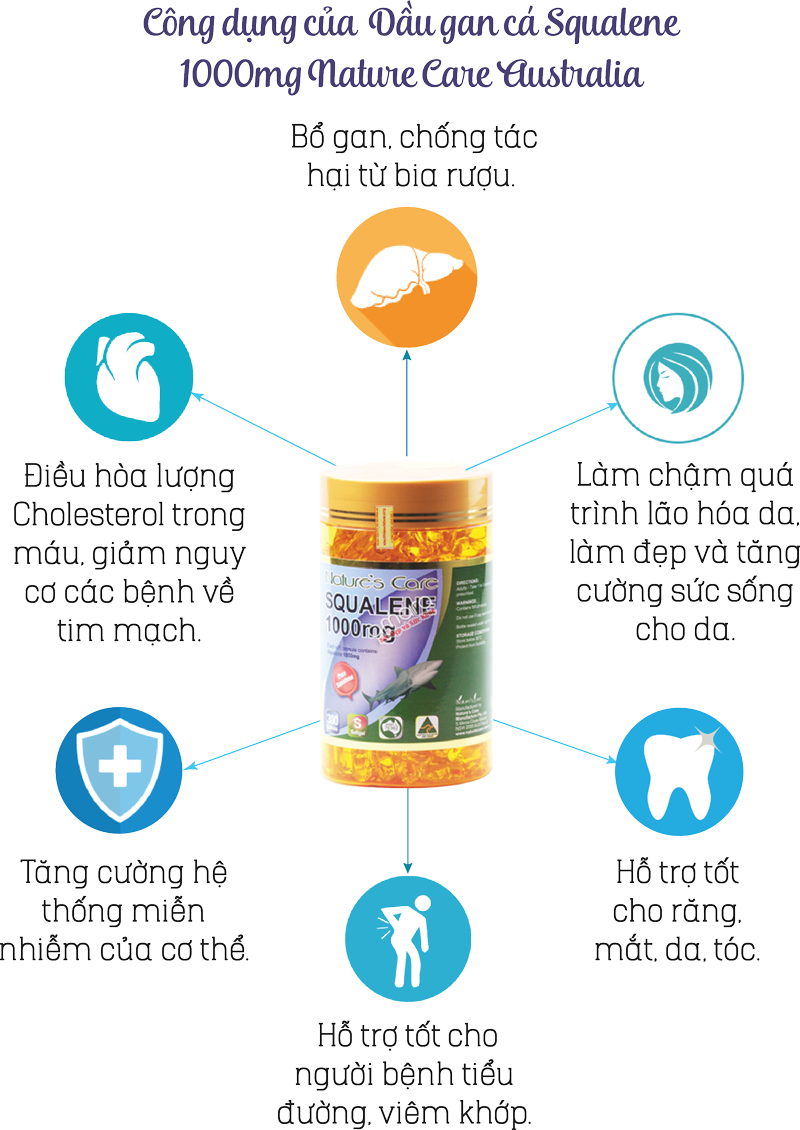 Công dụng của Dầu gan cá Squalene
1000mg Nature Care Australia
Bổ gan, chống tác
hại từ bia rượu.
Điều hòa lượng
Cholesterol trong
máu, giảm nguy
cơ các bệnh về
tim mạch.
Làm chậm quá
trình lão hóa da,
làm đẹp và tăng
cường sức sống
cho da.
Nature's Care
SQUALENE
1000mg
300
DIRECTIONS:
WARNINGS:
STORAGE
Tăng cường hệ
thống miễn
nhiễm của cơ thể.
Hỗ trợ tốt
cho răng,
mắt, da, tóc.
Hỗ trợ tốt cho
người bệnh tiểu
đường, viêm khớp.